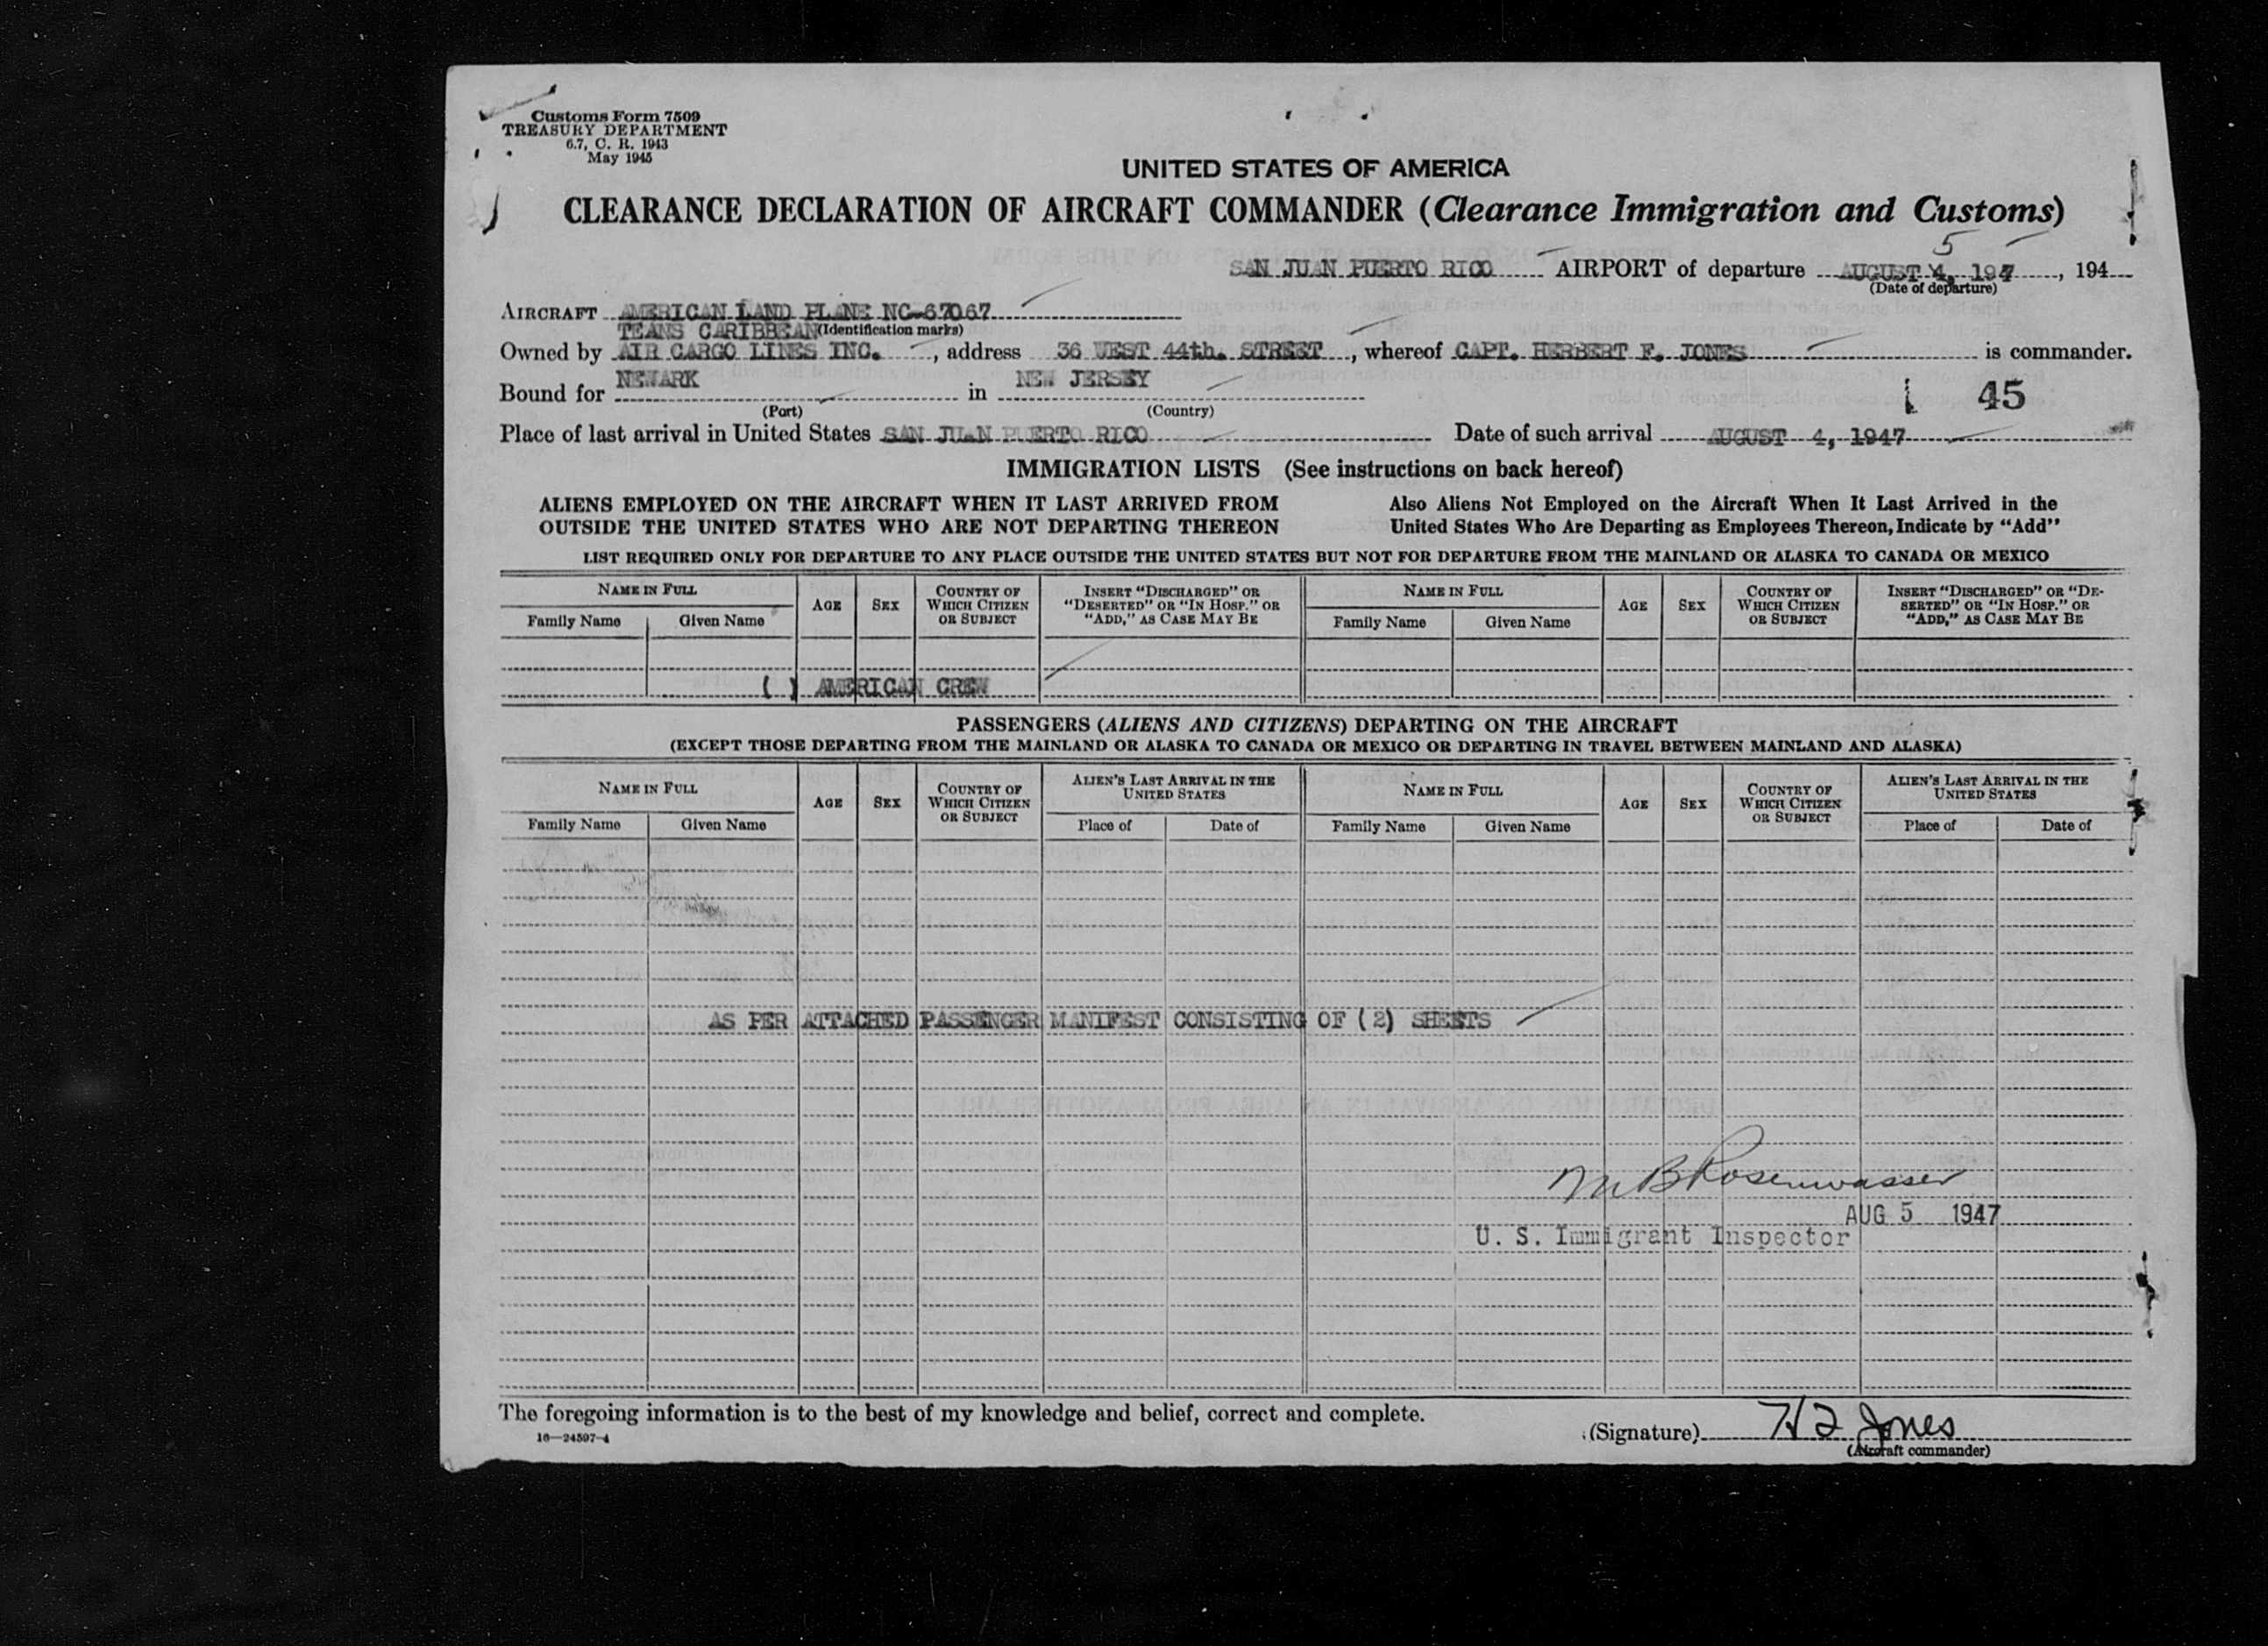 Customs Form 7509
TREASURY DEPARTMENT
6.7, C. R. 1943
May 1945
UNITED STATES OF AMERICA
CLEARANCE DECLARATION OF AIRCRAFT COMMANDER (Clearance Immigration and Customs)
5
SAN JUAN PUERTO RICO AIRPORT of departure AUGUST 4, 1947, 194
(Date of departure)
AIRCRAFT AMERICAN LAND PLANE NC-67067
TEANS CARIBBEAN (Identification marks)
Owned by AIR CARGO LINES INC. , address 36 WEST 44th. STREET , whereof CAPT. HERBERT F. JONES is commander.
Bound for NEWARK in NEW JERSEY
45
(Port) (Country)
Place of last arrival in United States SAN JUAN PUERTO RICO Date of such arrival AUGUST 4, 1947
IMMIGRATION LISTS (See instructions on back hereof)
ALIENS EMPLOYED ON THE AIRCRAFT WHEN IT LAST ARRIVED FROM
OUTSIDE THE UNITED STATES WHO ARE NOT DEPARTING THEREON
Also Aliens Not Employed on the Aircraft When It Last Arrived in the
United States Who Are Departing as Employees Thereon, Indicate by "Add"
LIST REQUIRED ONLY FOR DEPARTURE TO ANY PLACE OUTSIDE THE UNITED STATES BUT NOT FOR DEPARTURE FROM THE MAINLAND OR ALASKA TO CANADA OR MEXICO
NAME IN FULL
Family Name Given Name
AGE
SEX
COUNTRY OF
WHICH CITIZEN
OR SUBJECT
INSERT "DISCHARGED" OR
"DESERTED" OR "IN HOSP." OR
"ADD," AS CASE MAY BE
NAME IN FULL
Family Name Given Name
AGE
SEX
COUNTRY OF
WHICH CITIZEN
OR SUBJECT
INSERT "DISCHARGED" OR "DE-
SERTED" OR "IN HOSP." OR
"ADD," AS CASE MAY BE
( ) AMERICAN CREW
PASSENGERS (ALIENS AND CITIZENS) DEPARTING ON THE AIRCRAFT
(EXCEPT THOSE DEPARTING FROM THE MAINLAND OR ALASKA TO CANADA OR MEXICO OR DEPARTING IN TRAVEL BETWEEN MAINLAND AND ALASKA)
NAME IN FULL
Family Name Given Name
AGE
SEX
COUNTRY OF
WHICH CITIZEN
OR SUBJECT
ALIEN'S LAST ARRIVAL IN THE
UNITED STATES
Place of Date of
NAME IN FULL
Family Name Given Name
AGE
SEX
COUNTRY OF
WHICH CITIZEN
OR SUBJECT
ALIEN'S LAST ARRIVAL IN THE
UNITED STATES
Place of Date of
AS PER ATTACHED PASSENGER MANIFEST CONSISTING OF (2) SHEETS
M B Rosenwasser
AUG 5 1947
U. S. Immigrant Inspector
The foregoing information is to the best of my knowledge and belief, correct and complete.
16—24597-4
(Signature) H F Jones
(Aircraft commander)